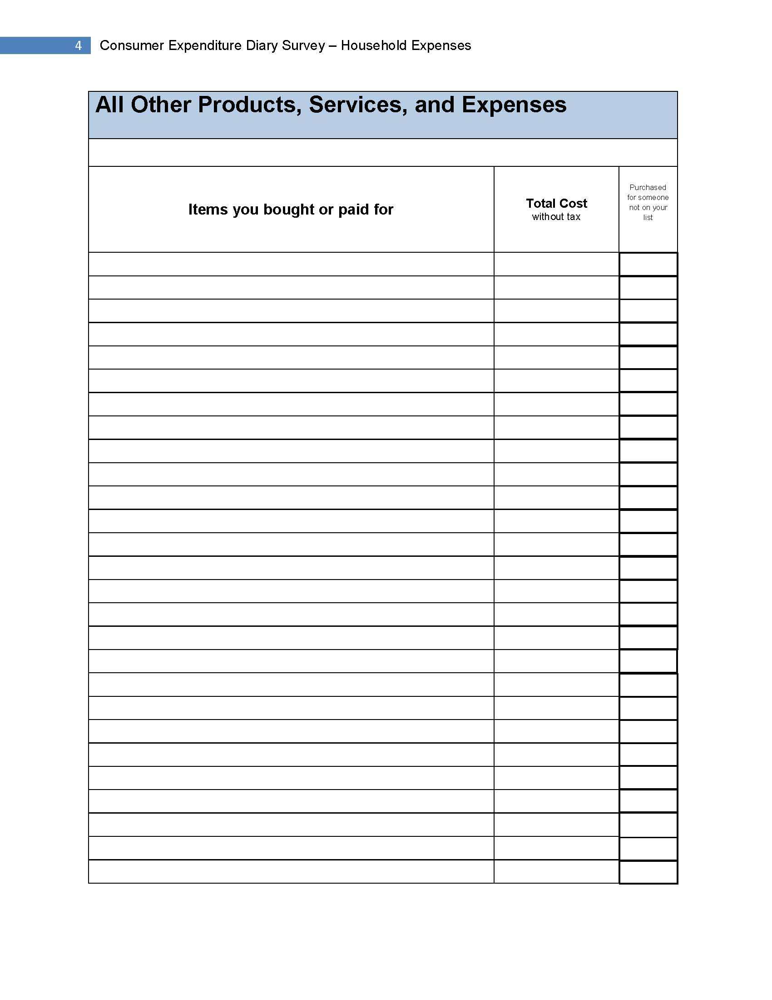 4 Consumer Expenditure Diary Survey – Household Expenses
All Other Products, Services, and Expenses
Items you bought or paid for
Total Cost
without tax
Purchased
for someone
not on your
list